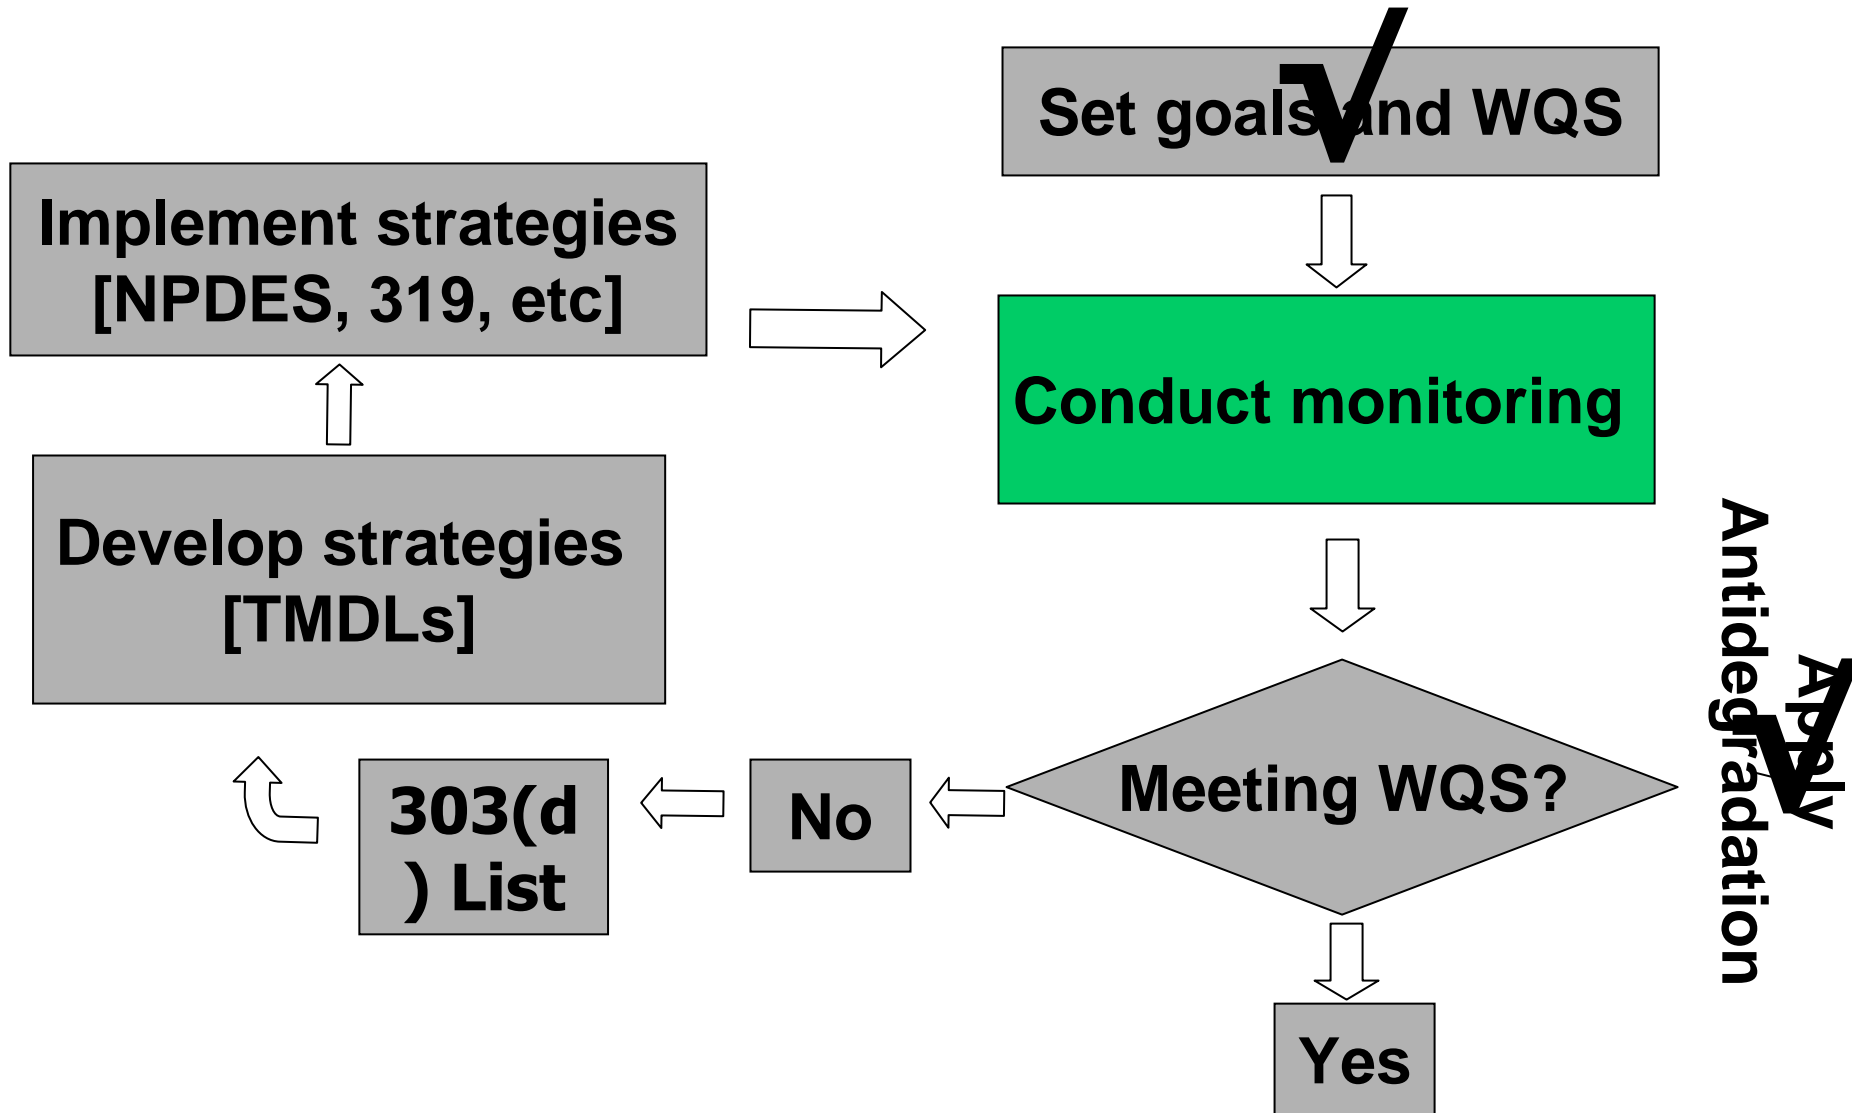 Set goals and WQS
Implement strategies
[NPDES, 319, etc]
Conduct monitoring
Develop strategies
[TMDLs]
Apply
Antidegradation
Meeting WQS?
No
303(d
) List
Yes